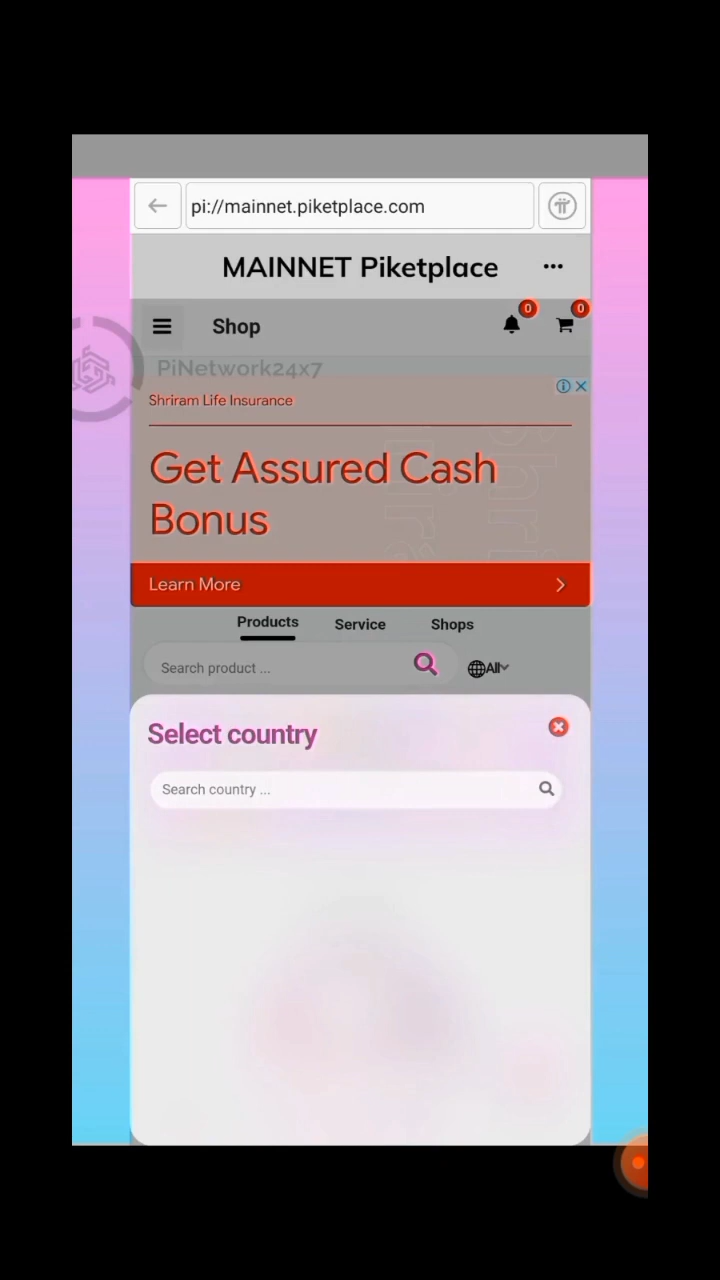 pi://mainnet.piketplace.com
MAINNET Piketplace
Shop
0
0
PiNetwork24x7
Shriram Life Insurance
Get Assured Cash
Bonus
Learn More
Products
Service
Shops
Search product ...
All
Select country
Search country ...